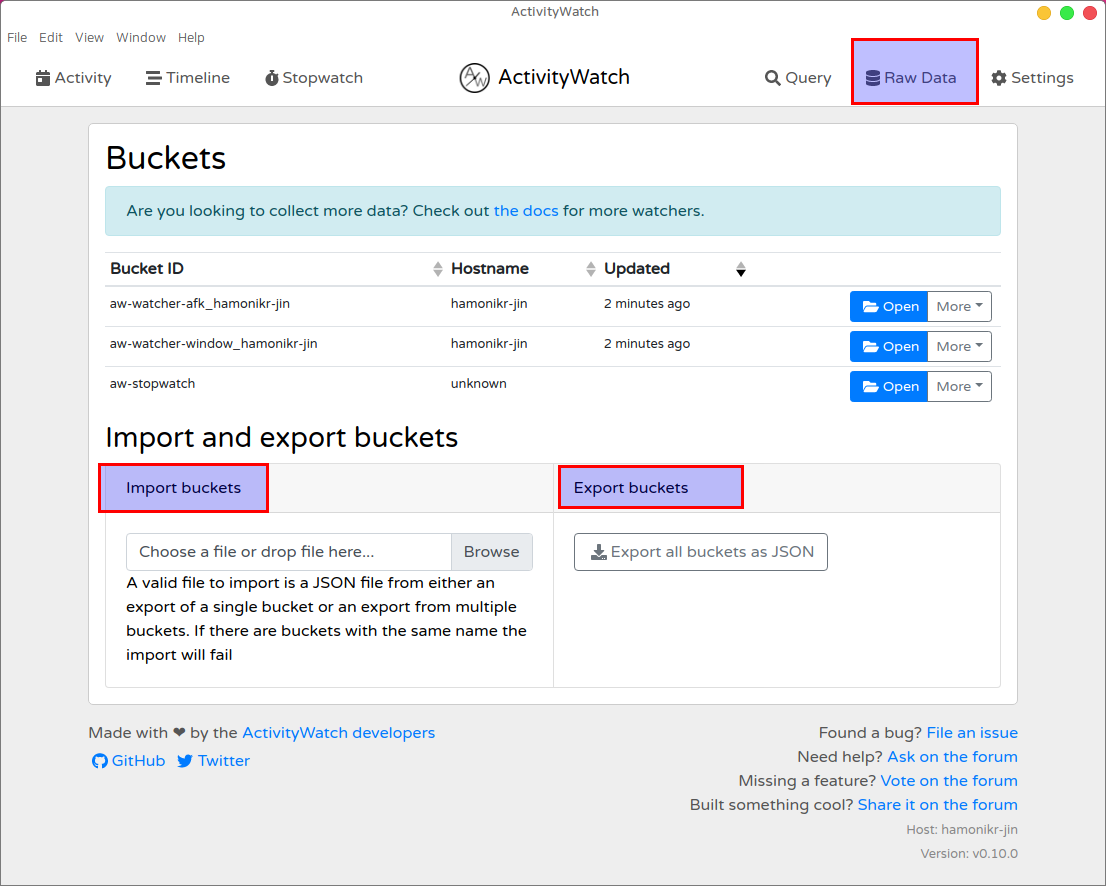 ActivityWatch
File Edit View Window Help
Activity Timeline Stopwatch ActivityWatch Query Raw Data Settings
Buckets
Are you looking to collect more data? Check out the docs for more watchers.
Bucket ID Hostname Updated
aw-watcher-afk_hamonikr-jin hamonikr-jin 2 minutes ago Open More
aw-watcher-window_hamonikr-jin hamonikr-jin 2 minutes ago Open More
aw-stopwatch unknown Open More
Import and export buckets
Import buckets
Choose a file or drop file here... Browse
A valid file to import is a JSON file from either an
export of a single bucket or an export from multiple
buckets. If there are buckets with the same name the
import will fail
Export buckets
Export all buckets as JSON
Made with ❤ by the ActivityWatch developers
GitHub Twitter
Found a bug? File an issue
Need help? Ask on the forum
Missing a feature? Vote on the forum
Built something cool? Share it on the forum
Host: hamonikr-jin
Version: v0.10.0